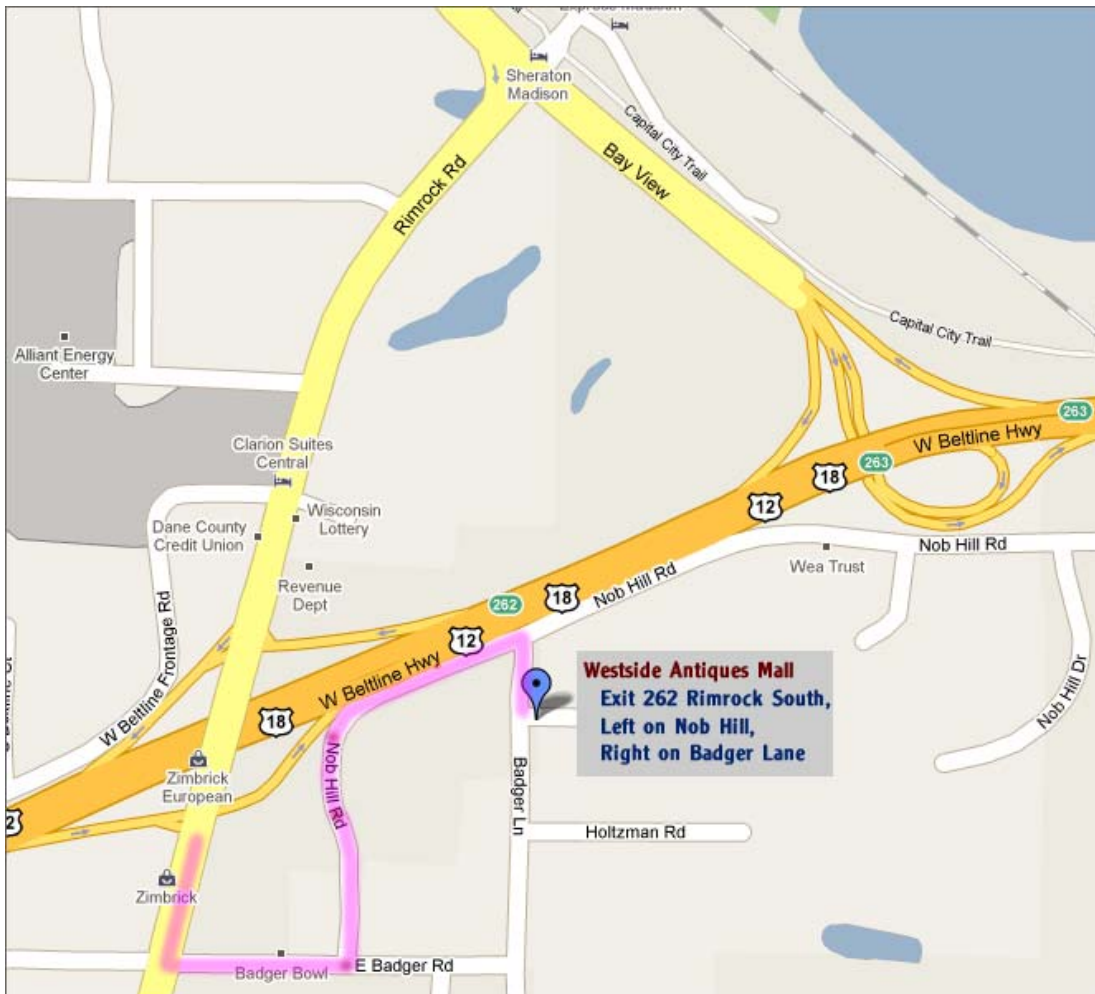 Express Madison
Sheraton
Madison
Capital City Trail
Bay View
Rimrock Rd
Capital City Trail
Alliant Energy
Center
263
W Beltline Hwy
263
18
12
Clarion Suites
Central
Wisconsin
Lottery
Dane County
Credit Union
Nob Hill Rd
Wea Trust
Revenue
Dept
Nob Hill Rd
262
18
12
W Beltline Frontage Rd
W Beltline Hwy
Westside Antiques Mall
Exit 262 Rimrock South,
Left on Nob Hill,
Right on Badger Lane
Nob Hill Dr
18
Zimbrick
European
Nob Hill Rd
Badger Ln
2
Holtzman Rd
Zimbrick
E Badger Rd
Badger Bowl